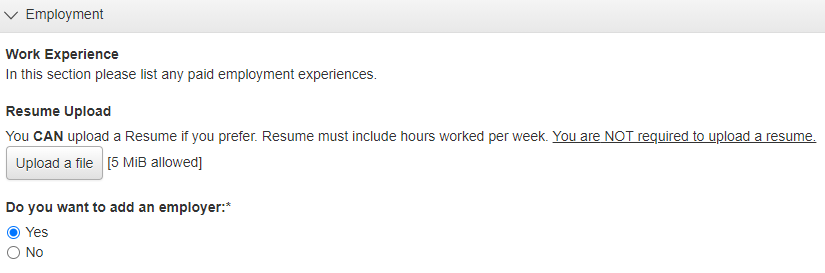 Employment
Work Experience
In this section please list any paid employment experiences.
Resume Upload
You CAN upload a Resume if you prefer. Resume must include hours worked per week. You are NOT required to upload a resume.
Upload a file [5 MiB allowed]
Do you want to add an employer:*
Yes
No